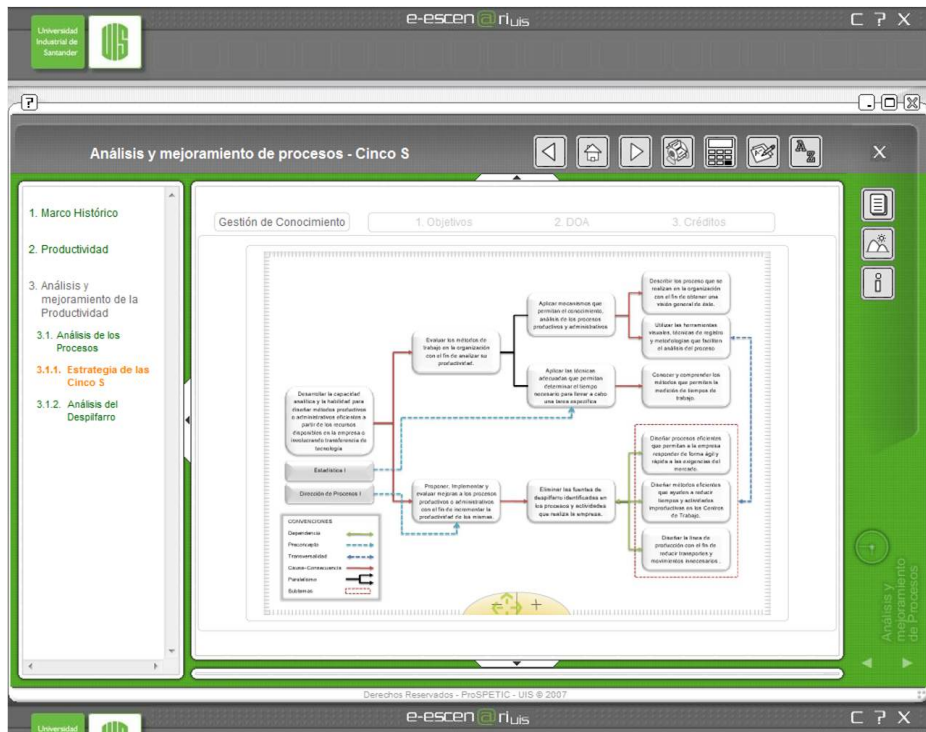 Universidad
Industrial de
Santander
UIS
e-escen@riUIS
C ? X
?
Análisis y mejoramiento de procesos - Cinco S
A
Z
X
1. Marco Histórico
2. Productividad
3. Análisis y
mejoramiento de la
Productividad
3.1. Análisis de los
Procesos
3.1.1. Estrategia de las
Cinco S
3.1.2. Análisis del
Despilfarro
Gestión de Conocimiento
1. Objetivos
2. DOA
3. Créditos
Desarrollar la capacidad
analítica y la habilidad para
diseñar métodos productivos
o administrativos eficientes a
partir de los recursos
disponibles en la empresa o
involucrando transferencia de
tecnología
Estadística I
Dirección de Procesos I
Evaluar los métodos de
trabajo en la organización
con el fin de analizar su
productividad.
Proponer, Implementar y
evaluar mejoras a los procesos
productivos o administrativos
con el fin de incrementar la
productividad de los mismos.
Aplicar mecanismos que
permitan el conocimiento,
análisis de los procesos
productivos y administrativos
Aplicar las técnicas
adecuadas que permitan
determinar el tiempo
necesario para llevar a cabo
una tarea específica
Eliminar las fuentes de
despilfarro identificadas en
los procesos y actividades
que realiza la empresa.
Describir los proceso que se
realizan en la organización
con el fin de obtener una
visión general de éste.
Utilizar las herramientas
visuales, técnicas de registro
y metodologías que faciliten
el análisis del proceso
Conocer y comprender los
métodos que permiten la
medición de tiempos de
trabajo.
Diseñar procesos eficientes
que permitan a la empresa
responder de forma ágil y
rápida a las exigencias del
mercado.
Diseñar métodos eficientes
que ayuden a reducir
tiempos y actividades
improductivas en los Centros
de Trabajo.
Diseñar la línea de
producción con el fin de
reducir transportes y
movimientos innecesarios.
CONVENCIONES
Dependencia
Preconcepto
Transversalidad
Causa-Consecuencia
Paralelismo
Subtemas
Análisis y
mejoramiento
de Procesos
Derechos Reservados - ProSPETIC - UIS © 2007
Universidad
e-escen@riUIS
C ? X